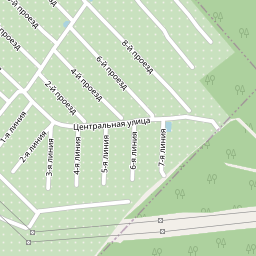 8-й проезд
6-й проезд
4-й проезд
2-й проезд
й проезд
Центральная улица
1-я линия
2-я линия
3-я линия
4-я линия
5-я линия
6-я линия
7-я линия